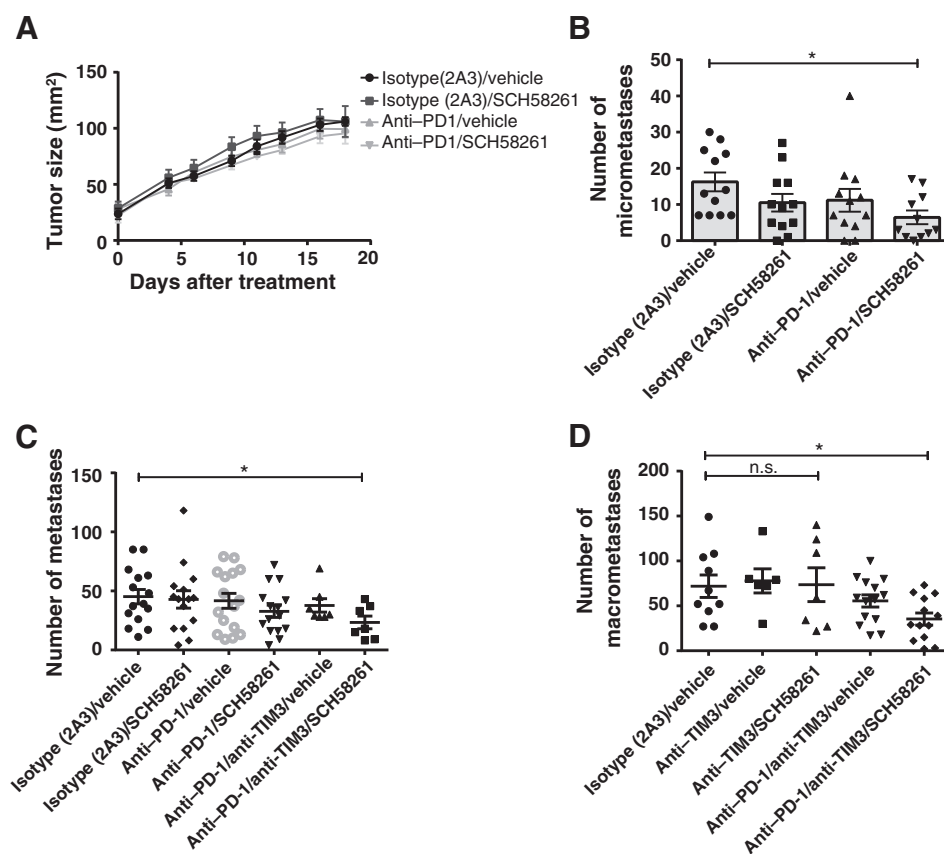 A
Tumor size (mm²)
150
100
50
0
0 5 10 15 20
Days after treatment
Isotype(2A3)/vehicle
Isotype (2A3)/SCH58261
Anti–PD1/vehicle
Anti–PD1/SCH58261
B
Number of
micrometastases
50
40
30
20
10
0
*
Isotype (2A3)/vehicle
Isotype (2A3)/SCH58261
Anti–PD-1/vehicle
Anti–PD-1/SCH58261
C
Number of metastases
150
100
50
0
*
Isotype (2A3)/vehicle
Isotype (2A3)/SCH58261
Anti–PD-1/vehicle
Anti–PD-1/SCH58261
Anti–PD-1/anti-TIM3/vehicle
Anti–PD-1/anti-TIM3/SCH58261
D
Number of
macrometastases
200
150
100
50
0
*
n.s.
Isotype (2A3)/vehicle
Anti–TIM3/vehicle
Anti–TIM3/SCH58261
Anti–PD-1/anti-TIM3/vehicle
Anti–PD-1/anti-TIM3/SCH58261